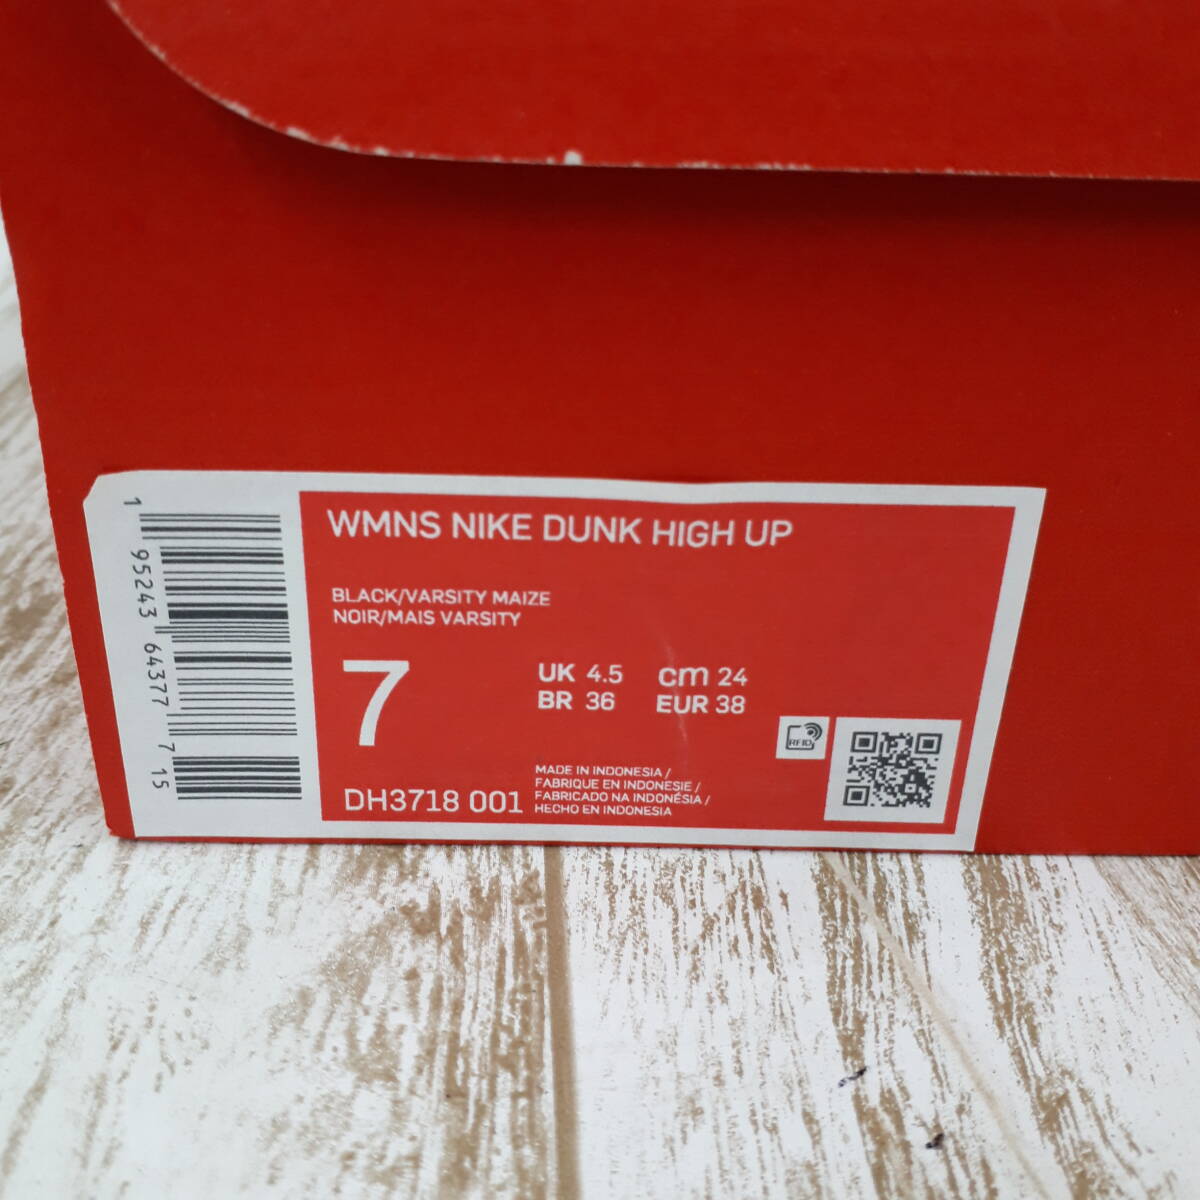 WMNS NIKE DUNK HIGH UP
BLACK/VARSITY MAIZE
NOIR/MAIS VARSITY
7
UK 4.5 cm 24
BR 36 EUR 38
RFID
DH3718 001
MADE IN INDONESIA /
FABRIQUE EN INDONESIE /
FABRICADO NA INDONÉSIA /
HECHO EN INDONESIA
1 95243 64377 7 15